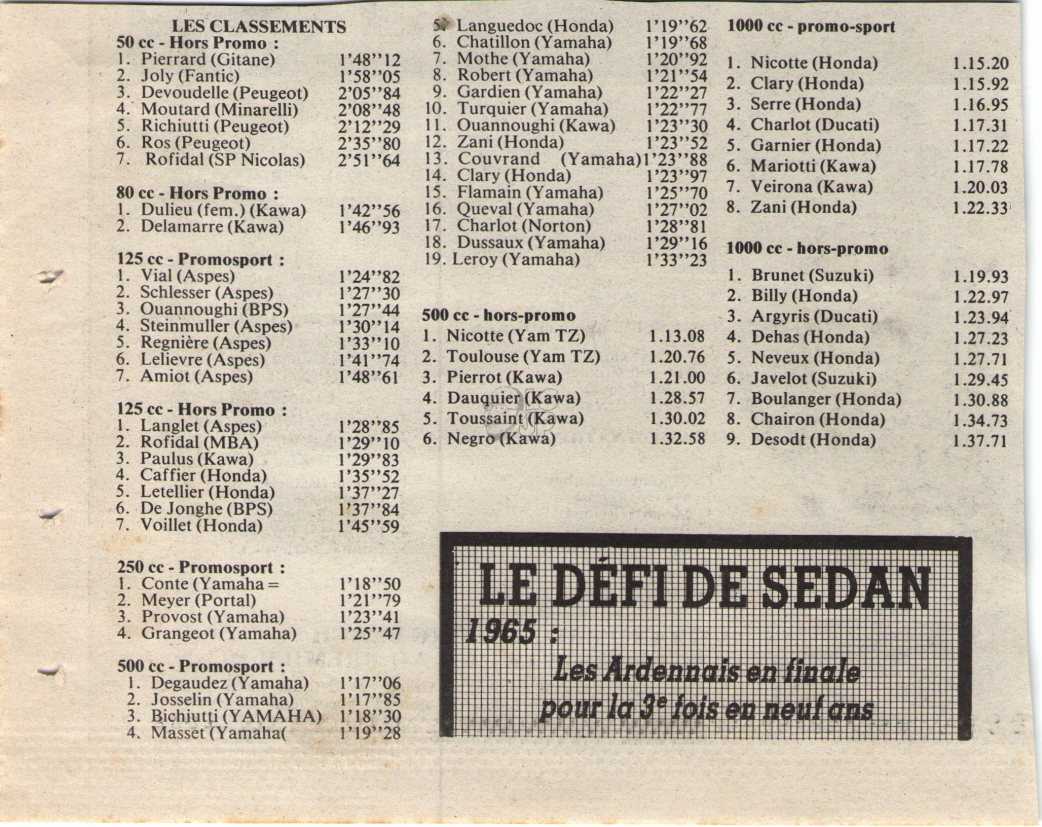 LES CLASSEMENTS
50 cc - Hors Promo :
1. Pierrard (Gitane) 1'48''12
2. Joly (Fantic) 1'58''05
3. Devoudelle (Peugeot) 2'05''84
4. Moutard (Minarelli) 2'08''48
5. Richiutti (Peugeot) 2'12''29
6. Ros (Peugeot) 2'35''80
7. Rofidal (SP Nicolas) 2'51''64
80 cc - Hors Promo :
1. Dulieu (fem.) (Kawa) 1'42''56
2. Delamarre (Kawa) 1'46''93
125 cc - Promosport :
1. Vial (Aspes) 1'24''82
2. Schlesser (Aspes) 1'27''30
3. Ouannoughi (BPS) 1'27''44
4. Steinmuller (Aspes) 1'30''14
5. Regnière (Aspes) 1'33''10
6. Lelievre (Aspes) 1'41''74
7. Amiot (Aspes) 1'48''61
125 cc - Hors Promo :
1. Langlet (Aspes) 1'28''85
2. Rofidal (MBA) 1'29''10
3. Paulus (Kawa) 1'29''83
4. Caffier (Honda) 1'35''52
5. Letellier (Honda) 1'37''27
6. De Jonghe (BPS) 1'37''84
7. Voillet (Honda) 1'45''59
250 cc - Promosport :
1. Conte (Yamaha = 1'18''50
2. Meyer (Portal) 1'21''79
3. Provost (Yamaha) 1'23''41
4. Grangeot (Yamaha) 1'25''47
500 cc - Promosport :
1. Degaudez (Yamaha) 1'17''06
2. Josselin (Yamaha) 1'17''85
3. Bichiutti (YAMAHA) 1'18''30
4. Masset (Yamaha( 1'19''28
5. Languedoc (Honda) 1'19''62
6. Chatillon (Yamaha) 1'19''68
7. Mothe (Yamaha) 1'20''92
8. Robert (Yamaha) 1'21''54
9. Gardien (Yamaha) 1'22''27
10. Turquier (Yamaha) 1'22''77
11. Ouannoughi (Kawa) 1'23''30
12. Zani (Honda) 1'23''52
13. Couvrand (Yamaha) 1'23''88
14. Clary (Honda) 1'23''97
15. Flamain (Yamaha) 1'25''70
16. Queval (Yamaha) 1'27''02
17. Charlot (Norton) 1'28''81
18. Dussaux (Yamaha) 1'29''16
19. Leroy (Yamaha) 1'33''23
500 cc - hors-promo
1. Nicotte (Yam TZ) 1.13.08
2. Toulouse (Yam TZ) 1.20.76
3. Pierrot (Kawa) 1.21.00
4. Dauquier (Kawa) 1.28.57
5. Toussaint (Kawa) 1.30.02
6. Negro (Kawa) 1.32.58
1000 cc - promo-sport
1. Nicotte (Honda) 1.15.20
2. Clary (Honda) 1.15.92
3. Serre (Honda) 1.16.95
4. Charlot (Ducati) 1.17.31
5. Garnier (Honda) 1.17.22
6. Mariotti (Kawa) 1.17.78
7. Veirona (Kawa) 1.20.03
8. Zani (Honda) 1.22.33
1000 cc - hors-promo
1. Brunet (Suzuki) 1.19.93
2. Billy (Honda) 1.22.97
3. Argyris (Ducati) 1.23.94
4. Dehas (Honda) 1.27.23
5. Neveux (Honda) 1.27.71
6. Javelot (Suzuki) 1.29.45
7. Boulanger (Honda) 1.30.88
8. Chairon (Honda) 1.34.73
9. Desodt (Honda) 1.37.71
LE DÉFI DE SEDAN
1965 :
Les Ardennais en finale
pour la 3e fois en neuf ans